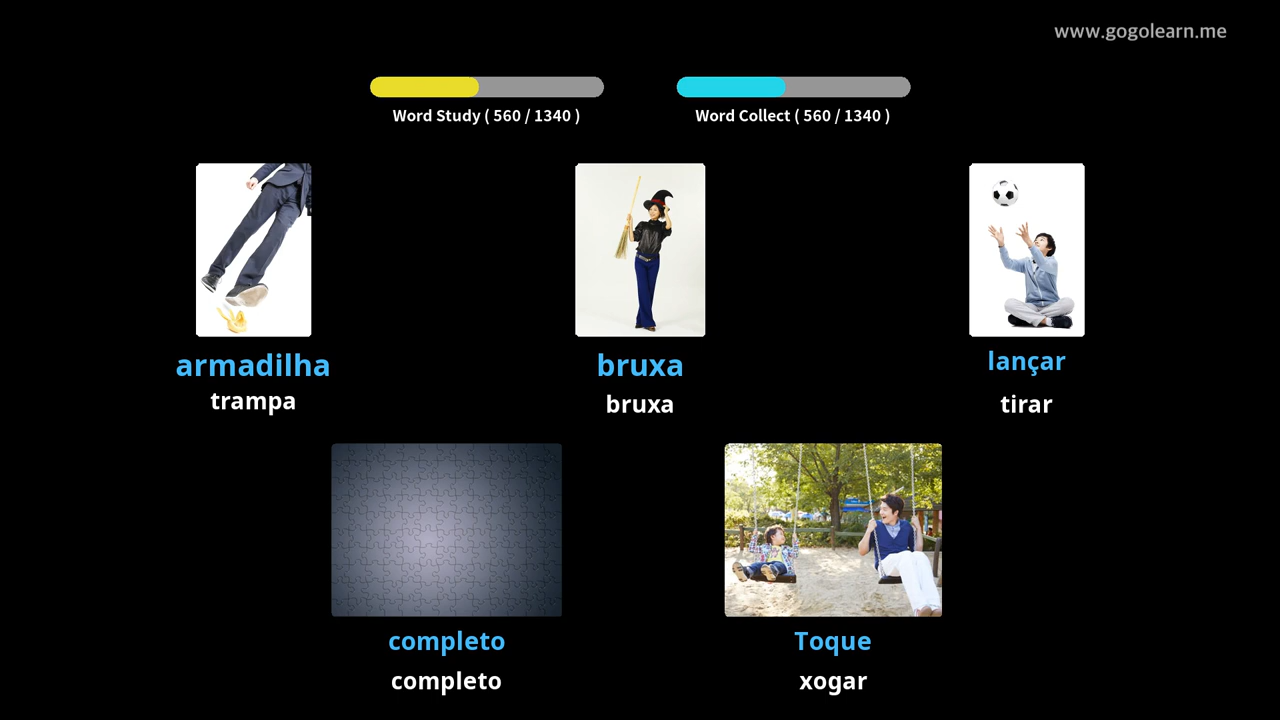 www.gogolearn.me
Word Study ( 560 / 1340 )
Word Collect ( 560 / 1340 )
armadilha
trampa
bruxa
bruxa
lançar
tirar
completo
completo
Toque
xogar